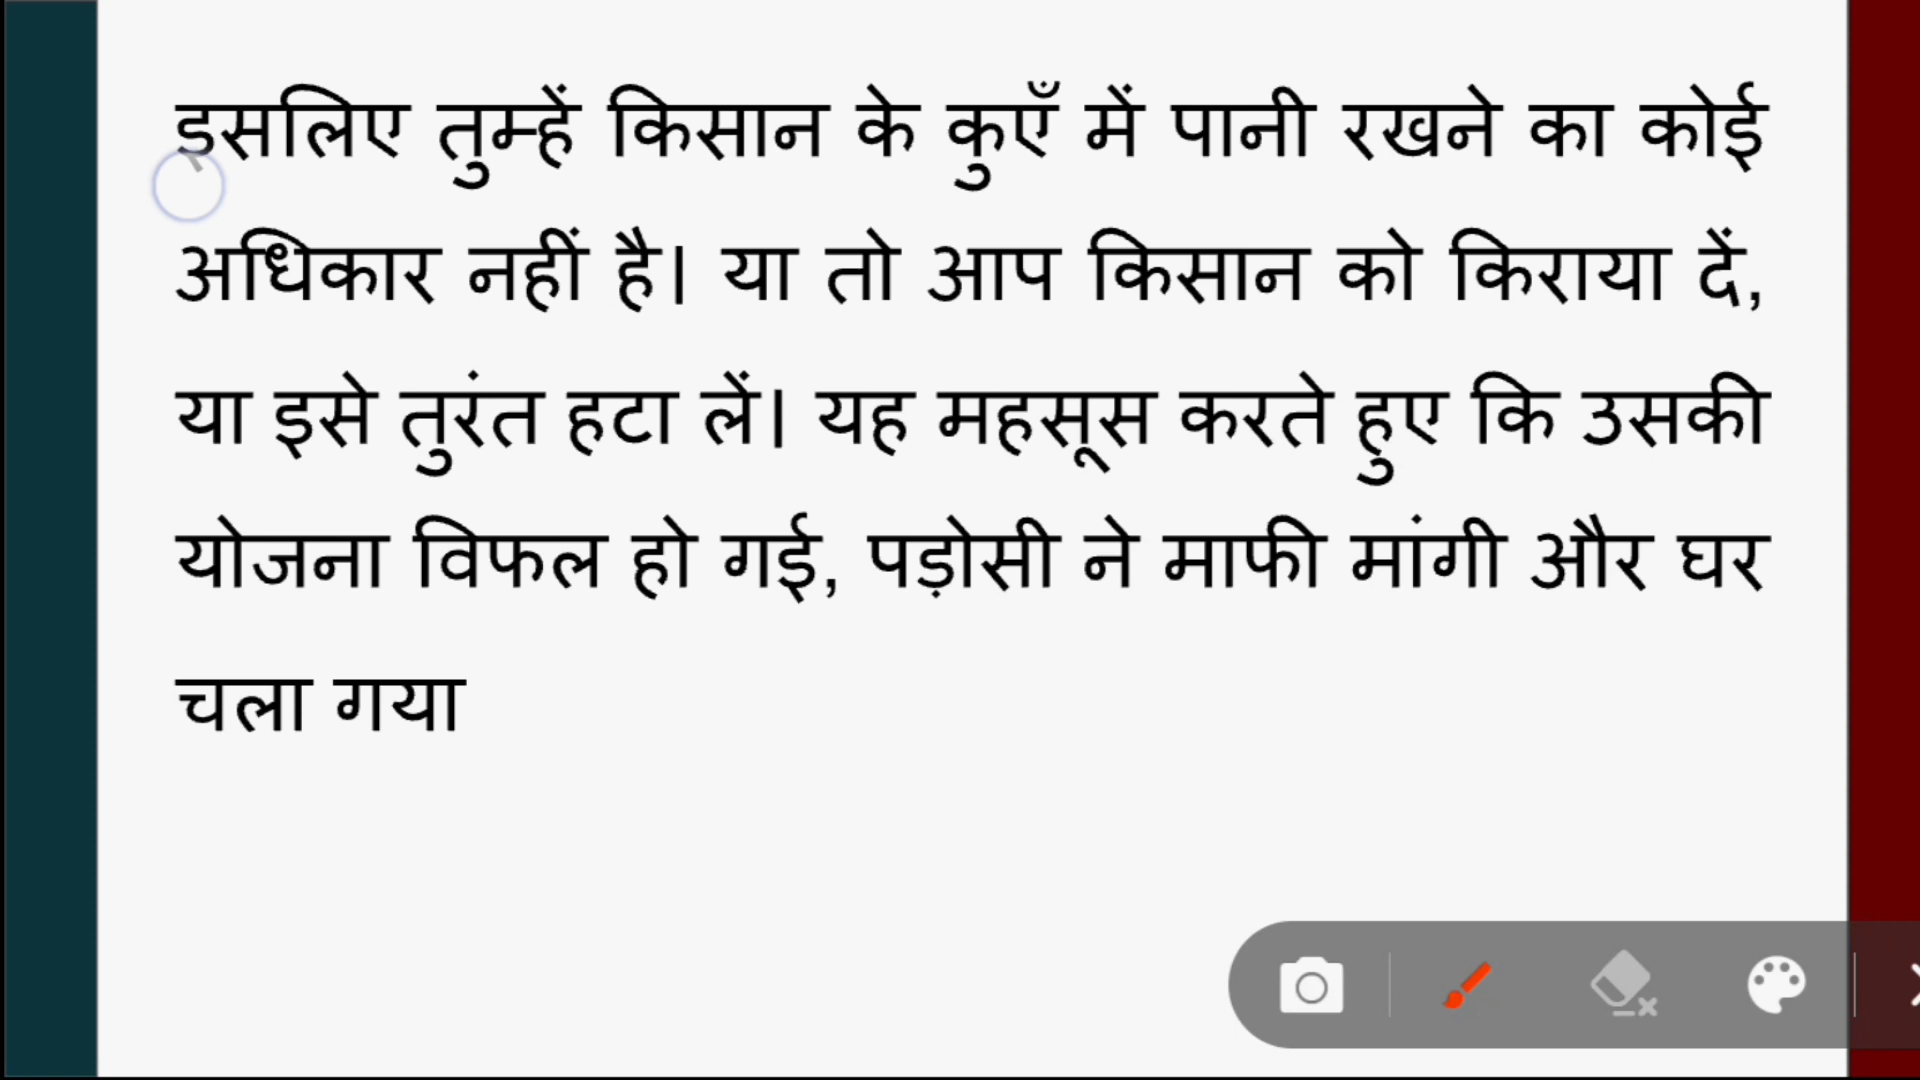 इसलिए तुम्हें किसान के कुएँ में पानी रखने का कोई
अधिकार नहीं है। या तो आप किसान को किराया दें,
या इसे तुरंत हटा लें। यह महसूस करते हुए कि उसकी
योजना विफल हो गई, पड़ोसी ने माफी मांगी और घर
चला गया